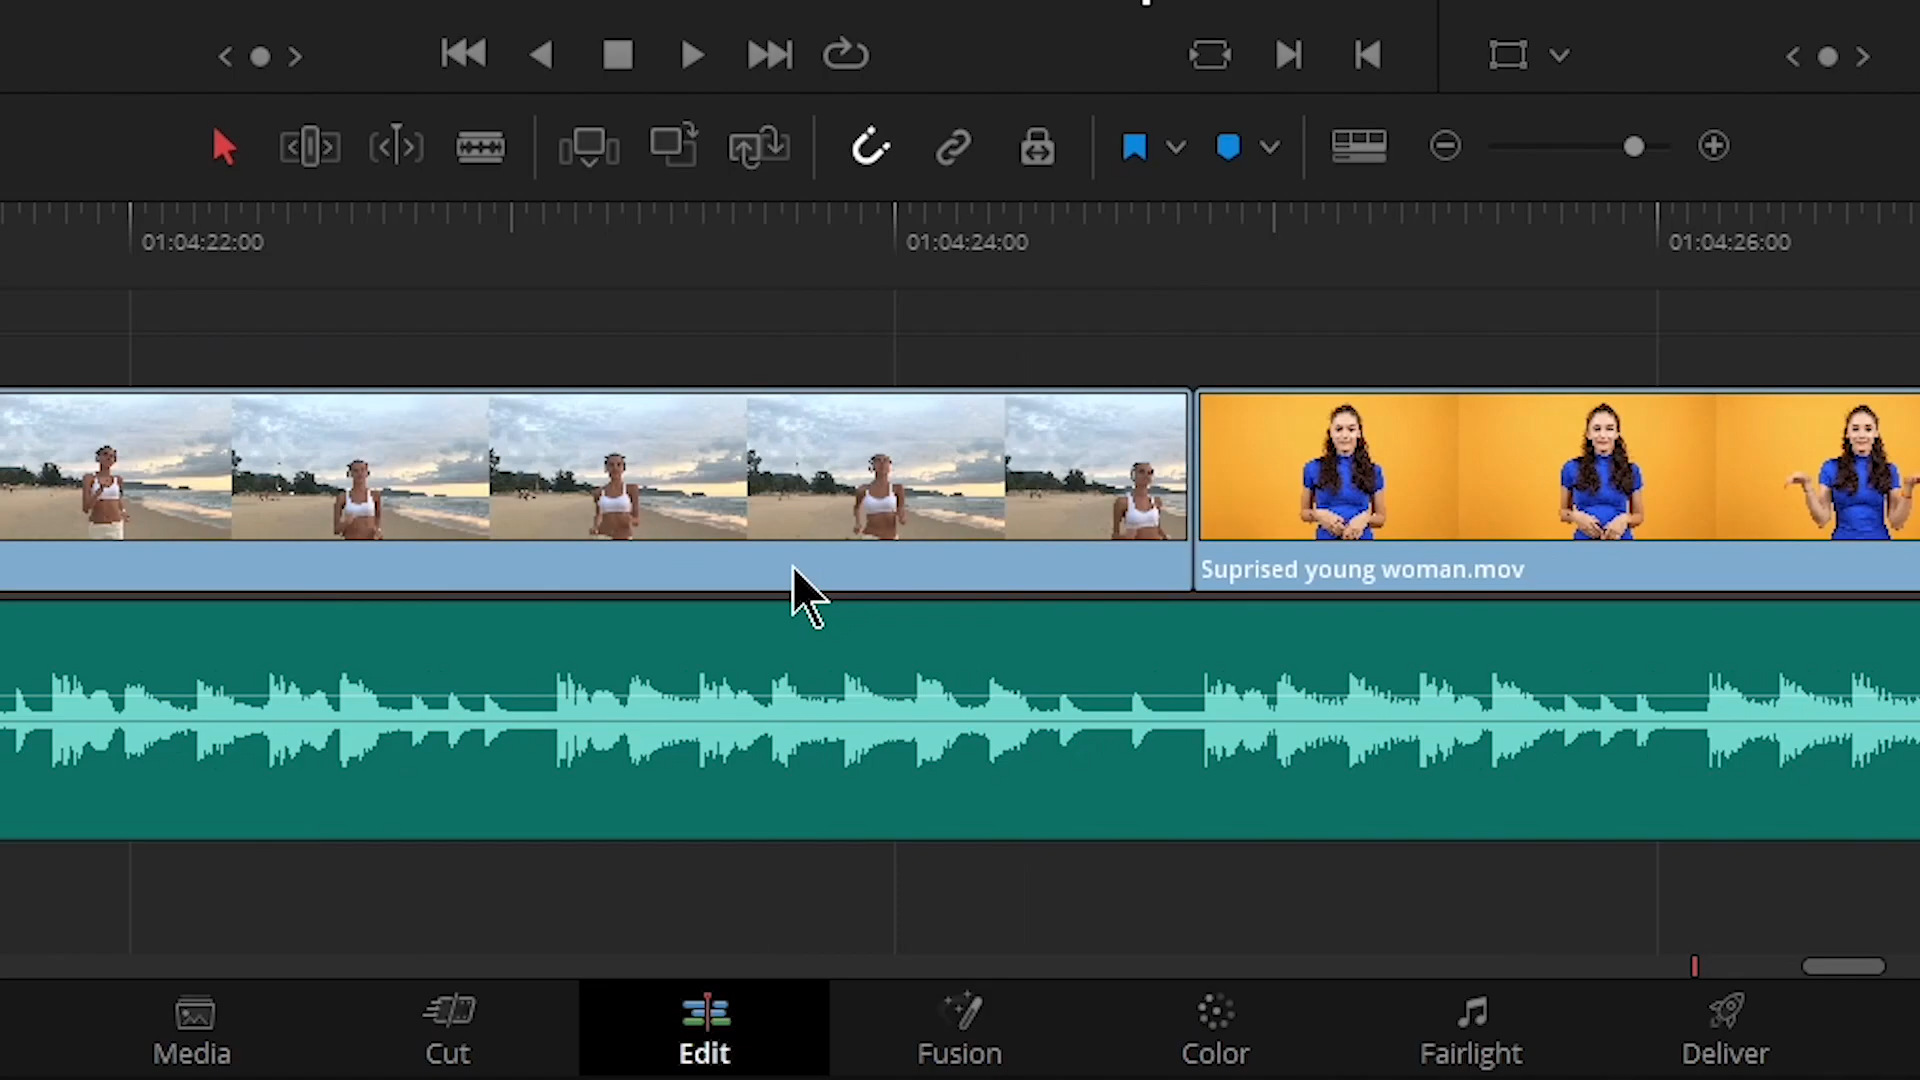 01:04:22:00
01:04:24:00
01:04:26:00
Suprised young woman.mov
Media
Cut
Edit
Fusion
Color
Fairlight
Deliver